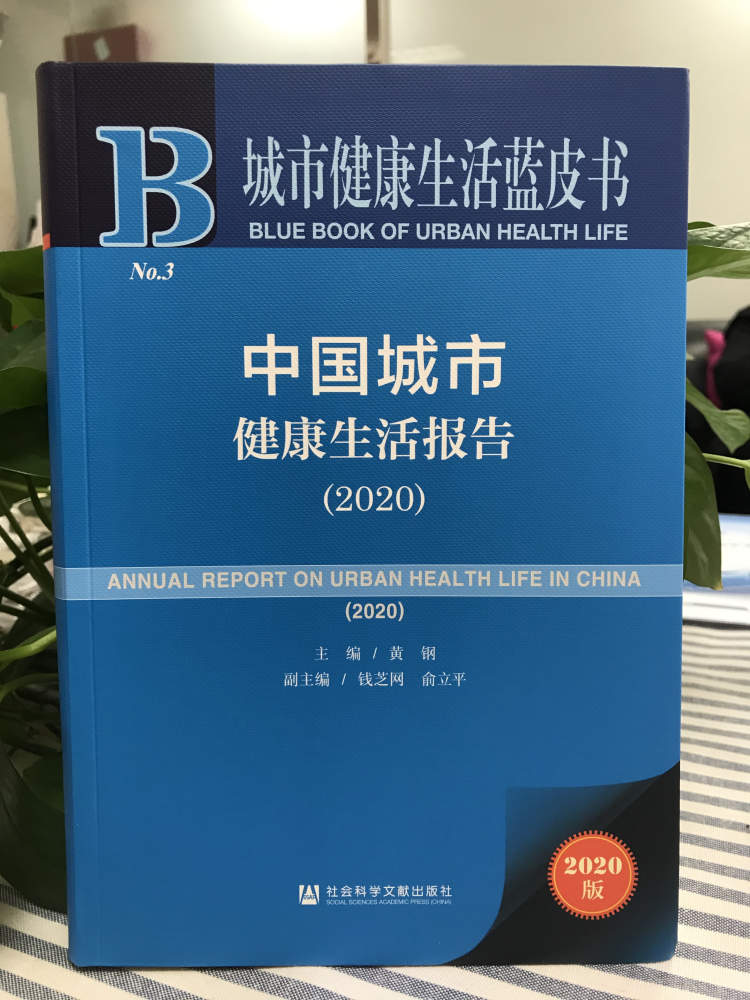 B
城市健康生活蓝皮书
BLUE BOOK OF URBAN HEALTH LIFE
No.3
中国城市
健康生活报告
(2020)
ANNUAL REPORT ON URBAN HEALTH LIFE IN CHINA
(2020)
主 编 / 黄 钢
副主编 / 钱芝网 俞立平
2020
版
社会科学文献出版社
SOCIAL SCIENCES ACADEMIC PRESS (CHINA)